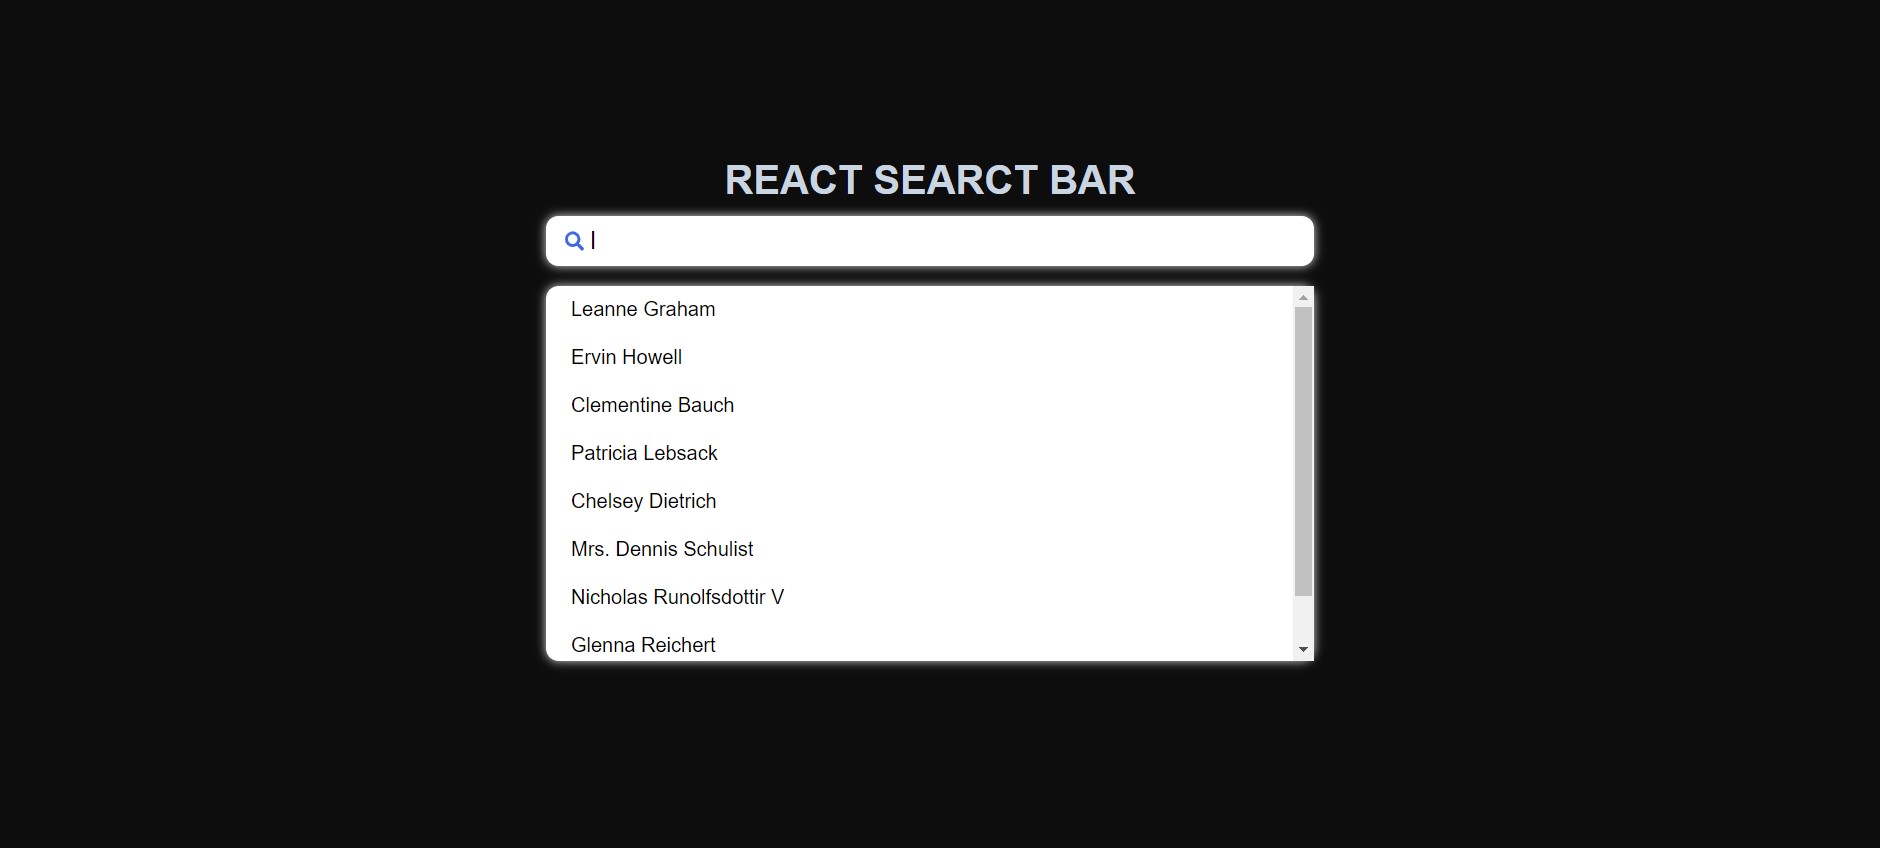 REACT SEARCT BAR
Leanne Graham
Ervin Howell
Clementine Bauch
Patricia Lebsack
Chelsey Dietrich
Mrs. Dennis Schulist
Nicholas Runolfsdottir V
Glenna Reichert